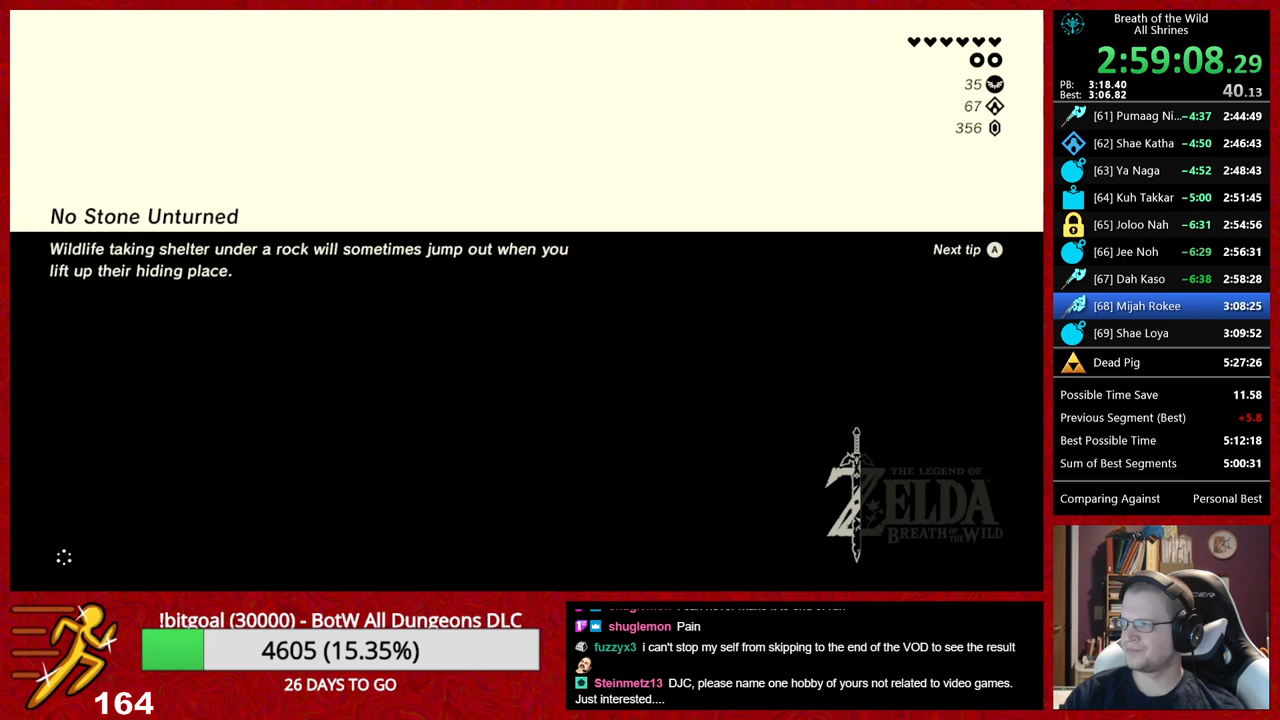 35
67
356
No Stone Unturned
Wildlife taking shelter under a rock will sometimes jump out when you
lift up their hiding place.
Next tip A
THE LEGEND OF
ZELDA
BREATH OF THE WILD
Breath of the Wild
All Shrines
2:59:08.29
PB: 3:18.40
Best: 3:06.82
40.13
[61] Pumaag Ni... −4:37 2:44:49
[62] Shae Katha −4:50 2:46:43
[63] Ya Naga −4:52 2:48:43
[64] Kuh Takkar −5:00 2:51:45
[65] Joloo Nah −6:31 2:54:56
[66] Jee Noh −6:29 2:56:31
[67] Dah Kaso −6:38 2:58:28
[68] Mijah Rokee 3:08:25
[69] Shae Loya 3:09:52
Dead Pig 5:27:26
Possible Time Save 11.58
Previous Segment (Best) +5.8
Best Possible Time 5:12:18
Sum of Best Segments 5:00:31
Comparing Against Personal Best
164
!bitgoal (30000) - BotW All Dungeons DLC
4605 (15.35%)
26 DAYS TO GO
shuglemon Pain
fuzzyx3 i can't stop my self from skipping to the end of the VOD to see the result
Steinmetz13 DJC, please name one hobby of yours not related to video games.
Just interested....